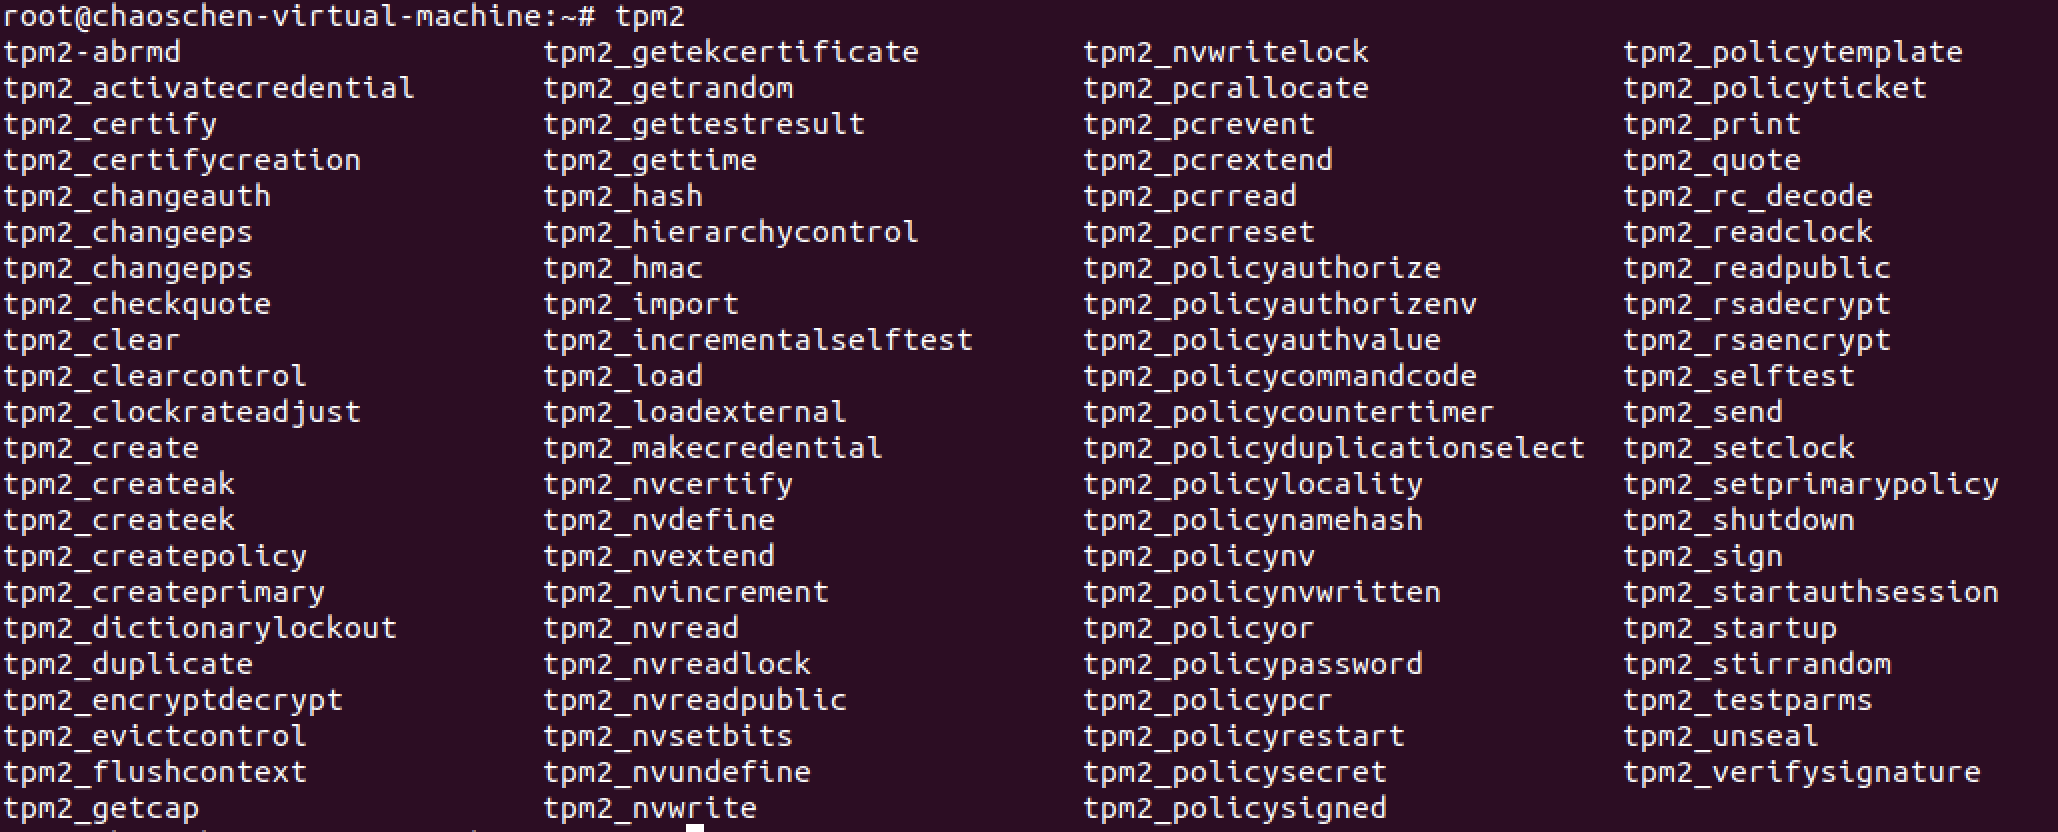 root@chaoschen-virtual-machine:~# tpm2
tpm2-abrmd tpm2_getekcertificate tpm2_nvwritelock tpm2_policytemplate
tpm2_activatecredential tpm2_getrandom tpm2_pcrallocate tpm2_policyticket
tpm2_certify tpm2_gettestresult tpm2_pcrevent tpm2_print
tpm2_certifycreation tpm2_gettime tpm2_pcrextend tpm2_quote
tpm2_changeauth tpm2_hash tpm2_pcrread tpm2_rc_decode
tpm2_changeeps tpm2_hierarchycontrol tpm2_pcrreset tpm2_readclock
tpm2_changepps tpm2_hmac tpm2_policyauthorize tpm2_readpublic
tpm2_checkquote tpm2_import tpm2_policyauthorizenv tpm2_rsadecrypt
tpm2_clear tpm2_incrementalselftest tpm2_policyauthvalue tpm2_rsaencrypt
tpm2_clearcontrol tpm2_load tpm2_policycommandcode tpm2_selftest
tpm2_clockrateadjust tpm2_loadexternal tpm2_policycountertimer tpm2_send
tpm2_create tpm2_makecredential tpm2_policyduplicationselect tpm2_setclock
tpm2_createak tpm2_nvcertify tpm2_policylocality tpm2_setprimarypolicy
tpm2_createek tpm2_nvdefine tpm2_policynamehash tpm2_shutdown
tpm2_createpolicy tpm2_nvextend tpm2_policynv tpm2_sign
tpm2_createprimary tpm2_nvincrement tpm2_policynvwritten tpm2_startauthsession
tpm2_dictionarylockout tpm2_nvread tpm2_policyor tpm2_startup
tpm2_duplicate tpm2_nvreadlock tpm2_policypassword tpm2_stirrandom
tpm2_encryptdecrypt tpm2_nvreadpublic tpm2_policypcr tpm2_testparms
tpm2_evictcontrol tpm2_nvsetbits tpm2_policyrestart tpm2_unseal
tpm2_flushcontext tpm2_nvundefine tpm2_policysecret tpm2_verifysignature
tpm2_getcap tpm2_nvwrite tpm2_policysigned